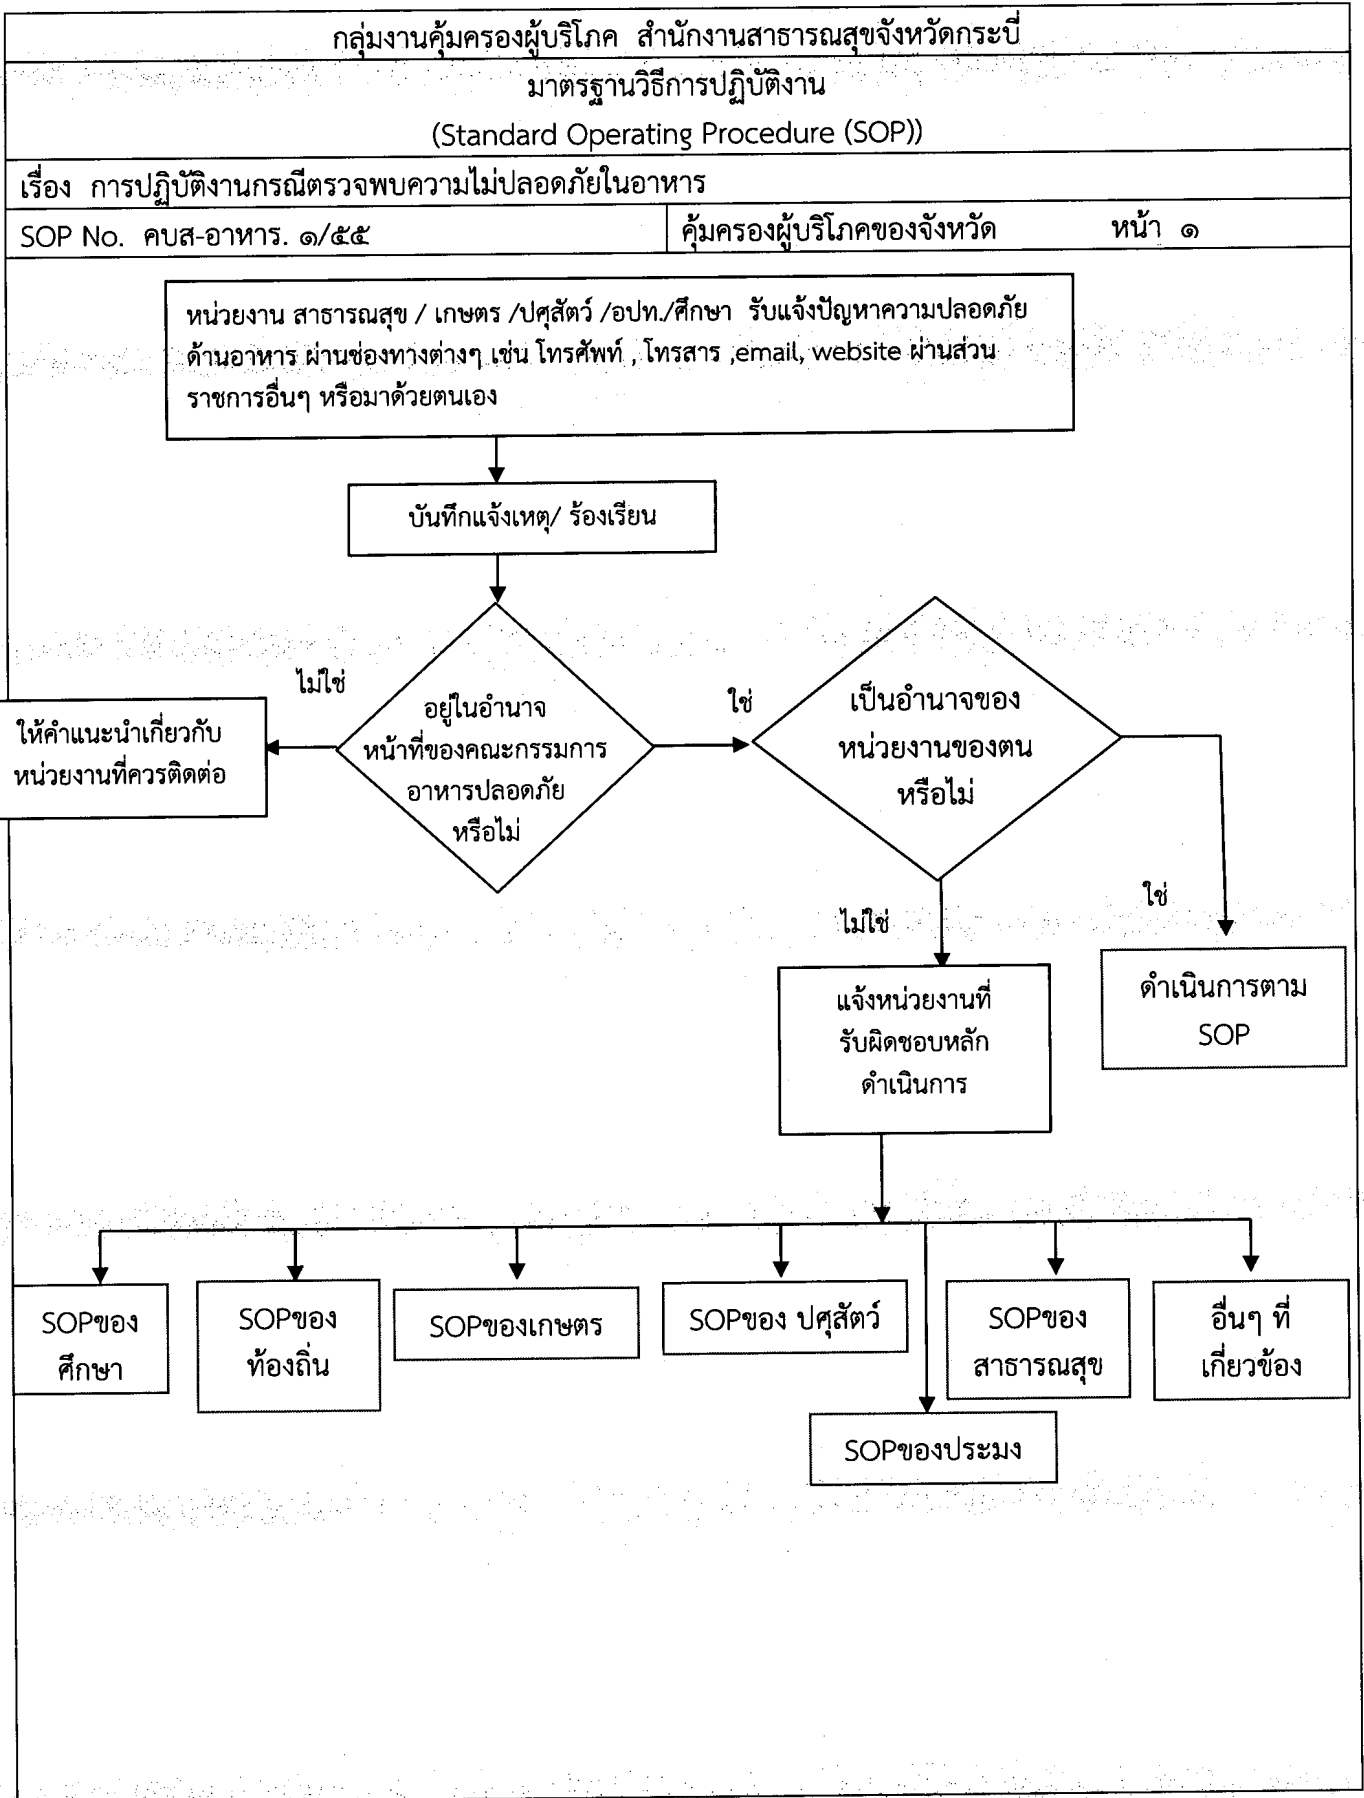 กลุ่มงานคุ้มครองผู้บริโภค สำนักงานสาธารณสุขจังหวัดกระบี่
มาตรฐานวิธีการปฏิบัติงาน
(Standard Operating Procedure (SOP))
เรื่อง การปฏิบัติงานกรณีตรวจพบความไม่ปลอดภัยในอาหาร
SOP No. คบส-อาหาร. ๑/๕๕
คุ้มครองผู้บริโภคของจังหวัด หน้า ๑
หน่วยงาน สาธารณสุข / เกษตร /ปศุสัตว์ /อปท./ศึกษา รับแจ้งปัญหาความปลอดภัย
ด้านอาหาร ผ่านช่องทางต่างๆ เช่น โทรศัพท์ , โทรสาร ,email, website ผ่านส่วน
ราชการอื่นๆ หรือมาด้วยตนเอง
บันทึกแจ้งเหตุ/ ร้องเรียน
ไม่ใช่
ให้คำแนะนำเกี่ยวกับ
หน่วยงานที่ควรติดต่อ
อยู่ในอำนาจ
หน้าที่ของคณะกรรมการ
อาหารปลอดภัย
หรือไม่
ใช่
เป็นอำนาจของ
หน่วยงานของตน
หรือไม่
ไม่ใช่
ใช่
แจ้งหน่วยงานที่
รับผิดชอบหลัก
ดำเนินการ
ดำเนินการตาม
SOP
SOPของ
ศึกษา
SOPของ
ท้องถิ่น
SOPของเกษตร
SOPของ ปศุสัตว์
SOPของ
สาธารณสุข
อื่นๆ ที่
เกี่ยวข้อง
SOPของประมง